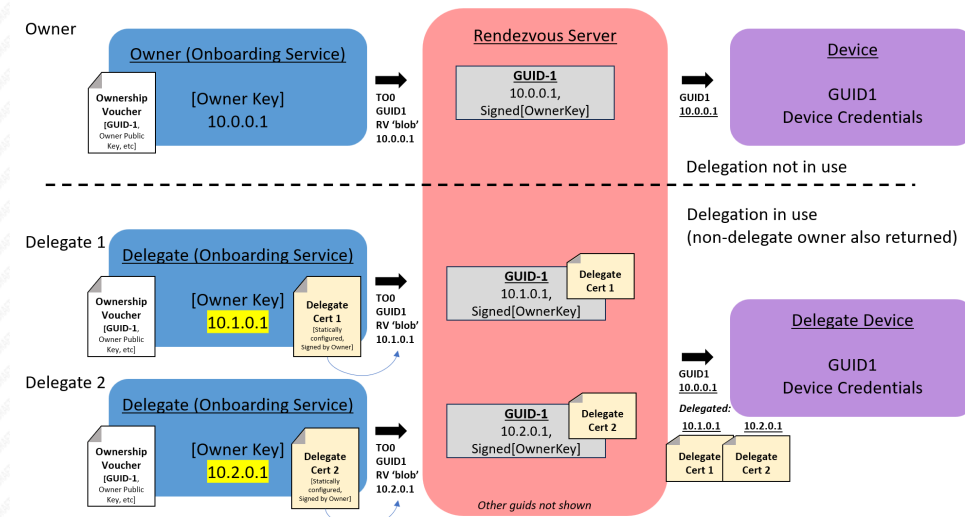 Owner
Owner (Onboarding Service)
[Owner Key]
10.0.0.1
Ownership
Voucher
[GUID-1,
Owner Public
Key, etc]
TO0
GUID1
RV ‘blob’
10.0.0.1
Rendezvous Server
GUID-1
10.0.0.1,
Signed[OwnerKey]
GUID1
10.0.0.1
Device
GUID1
Device Credentials
Delegation not in use
Delegation in use
(non-delegate owner also returned)
Delegate 1
Delegate (Onboarding Service)
[Owner Key]
10.1.0.1
Ownership
Voucher
[GUID-1,
Owner Public
Key, etc]
Delegate
Cert 1
[Statically
configured,
Signed by Owner]
TO0
GUID1
RV ‘blob’
10.1.0.1
GUID-1
10.1.0.1,
Signed[OwnerKey]
Delegate
Cert 1
Delegate 2
Delegate (Onboarding Service)
[Owner Key]
10.2.0.1
Ownership
Voucher
[GUID-1,
Owner Public
Key, etc]
Delegate
Cert 2
[Statically
configured,
Signed by Owner]
TO0
GUID1
RV ‘blob’
10.2.0.1
GUID-1
10.2.0.1,
Signed[OwnerKey]
Delegate
Cert 2
Other guids not shown
GUID1
10.0.0.1
Delegated:
10.1.0.1 10.2.0.1
Delegate
Cert 1
Delegate
Cert 2
Delegate Device
GUID1
Device Credentials